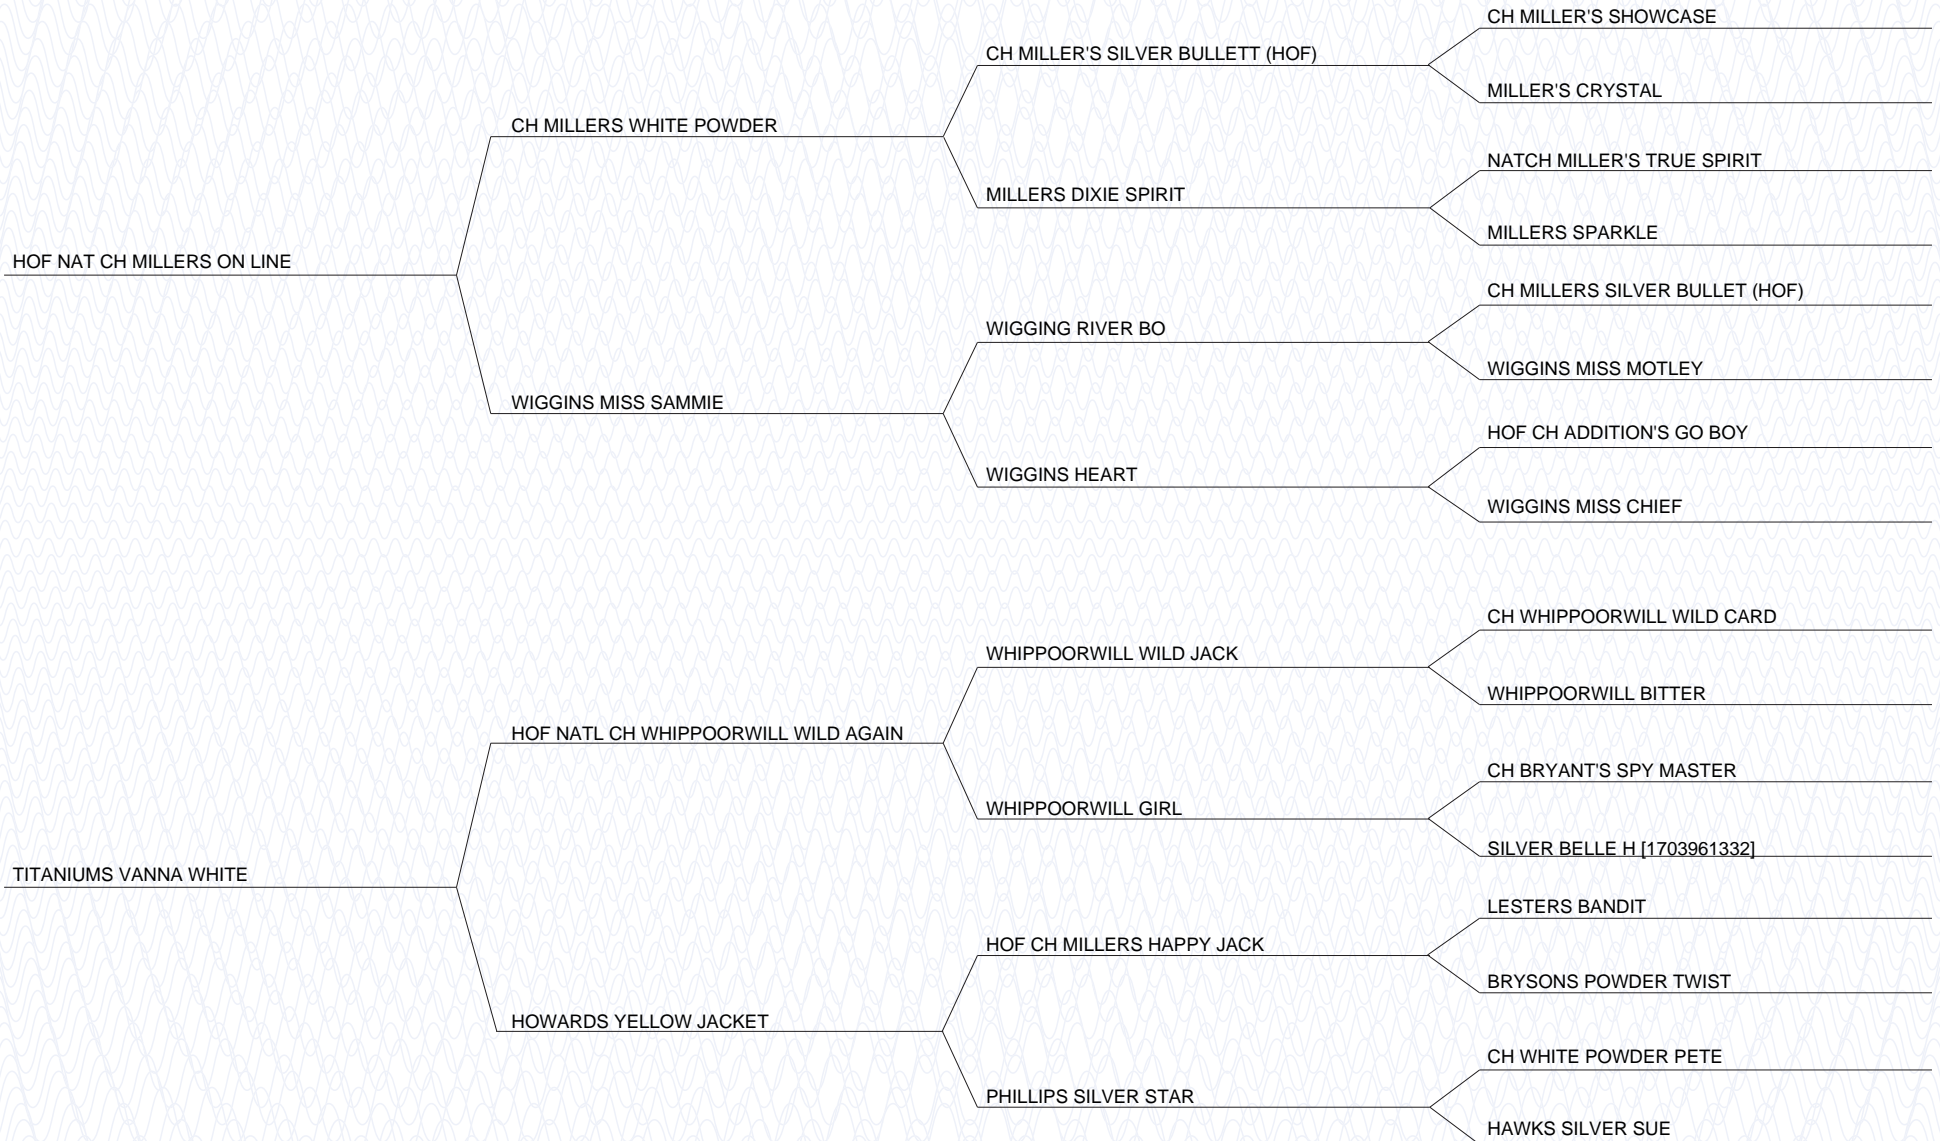 CH MILLER'S SHOWCASE
CH MILLER'S SILVER BULLETT (HOF)
MILLER'S CRYSTAL
CH MILLERS WHITE POWDER
NATCH MILLER'S TRUE SPIRIT
MILLERS DIXIE SPIRIT
MILLERS SPARKLE
HOF NAT CH MILLERS ON LINE
CH MILLERS SILVER BULLET (HOF)
WIGGING RIVER BO
WIGGINS MISS MOTLEY
WIGGINS MISS SAMMIE
HOF CH ADDITION'S GO BOY
WIGGINS HEART
WIGGINS MISS CHIEF
CH WHIPPOORWILL WILD CARD
WHIPPOORWILL WILD JACK
WHIPPOORWILL BITTER
HOF NATL CH WHIPPOORWILL WILD AGAIN
CH BRYANT'S SPY MASTER
WHIPPOORWILL GIRL
SILVER BELLE H [1703961332]
TITANIUMS VANNA WHITE
LESTERS BANDIT
HOF CH MILLERS HAPPY JACK
BRYSONS POWDER TWIST
HOWARDS YELLOW JACKET
CH WHITE POWDER PETE
PHILLIPS SILVER STAR
HAWKS SILVER SUE